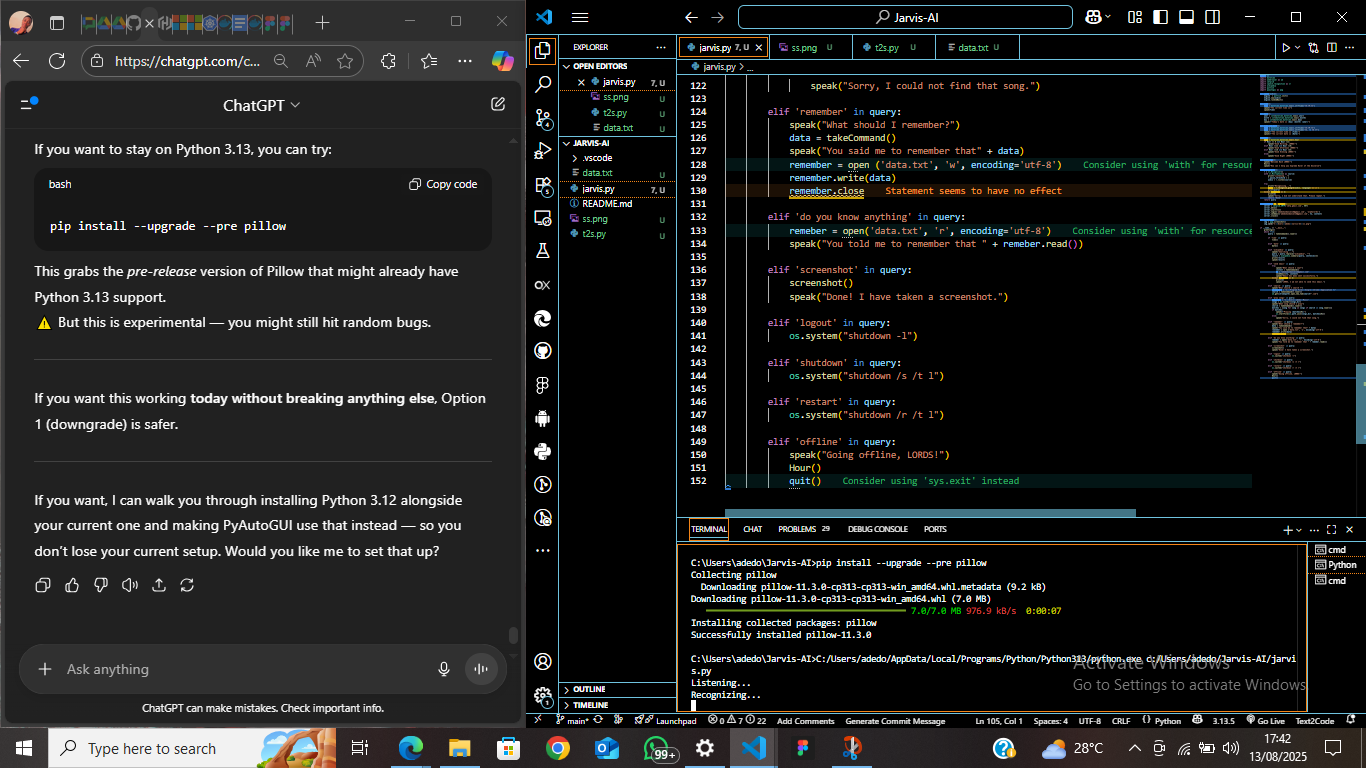 https://chatgpt.com/c...
ChatGPT
If you want to stay on Python 3.13, you can try:
bash
Copy code
pip install --upgrade --pre pillow
This grabs the pre-release version of Pillow that might already have
Python 3.13 support.
⚠ But this is experimental — you might still hit random bugs.
If you want this working today without breaking anything else, Option
1 (downgrade) is safer.
If you want, I can walk you through installing Python 3.12 alongside
your current one and making PyAutoGUI use that instead — so you
don't lose your current setup. Would you like me to set that up?
Ask anything
ChatGPT can make mistakes. Check important info.
Jarvis-AI
EXPLORER
OPEN EDITORS
jarvis.py 7, U
ss.png U
t2s.py U
data.txt U
JARVIS-AI
.vscode
data.txt U
jarvis.py 7, U
README.md
ss.png U
t2s.py U
OUTLINE
TIMELINE
jarvis.py 7, U
ss.png U
t2s.py U
data.txt U
jarvis.py > ...
122 speak("Sorry, I could not find that song.")
123
124 elif 'remember' in query:
125 speak("What should I remember?")
126 data = takeCommand()
127 speak("You said me to remember that" + data)
128 remember = open ('data.txt', 'w', encoding='utf-8') Consider using 'with' for resour
129 remember.write(data)
130 remember.close Statement seems to have no effect
131
132 elif 'do you know anything' in query:
133 remeber = open('data.txt', 'r', encoding='utf-8') Consider using 'with' for resource
134 speak("You told me to remember that " + remeber.read())
135
136 elif 'screenshot' in query:
137 screenshot()
138 speak("Done! I have taken a screenshot.")
139
140 elif 'logout' in query:
141 os.system("shutdown -l")
142
143 elif 'shutdown' in query:
144 os.system("shutdown /s /t l")
145
146 elif 'restart' in query:
147 os.system("shutdown /r /t l")
148
149 elif 'offline' in query:
150 speak("Going offline, LORDS!")
151 Hour()
152 quit() Consider using 'sys.exit' instead
TERMINAL CHAT PROBLEMS 29 DEBUG CONSOLE PORTS
C:\Users\adedo\Jarvis-AI>pip install --upgrade --pre pillow
Collecting pillow
Downloading pillow-11.3.0-cp313-cp313-win_amd64.whl.metadata (9.2 kB)
Downloading pillow-11.3.0-cp313-cp313-win_amd64.whl (7.0 MB)
7.0/7.0 MB 976.9 kB/s 0:00:07
Installing collected packages: pillow
Successfully installed pillow-11.3.0
C:\Users\adedo\Jarvis-AI>C:/Users/adedo/AppData/Local/Programs/Python/Python313/python.exe c:/Users/adedo/Jarvis-AI/jarvi
s.py
Listening...
Recognizing...
cmd
Python
cmd
Activate Windows
Go to Settings to activate Windows
main* Launchpad 0 7 22 Add Comments Generate Commit Message Ln 105, Col 1 Spaces: 4 UTF-8 CRLF Python 3.13.5 Go Live Text2Code
Type here to search
99+
28°C
17:42
13/08/2025